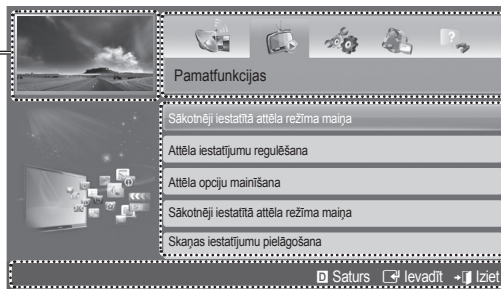 Pamatfunkcijas
Sākotnēji iestatītā attēla režīma maiņa
Attēla iestatījumu regulēšana
Attēla opciju mainīšana
Sākotnēji iestatītā attēla režīma maiņa
Skaņas iestatījumu pielāgošana
D Saturs Ievadīt Iziet